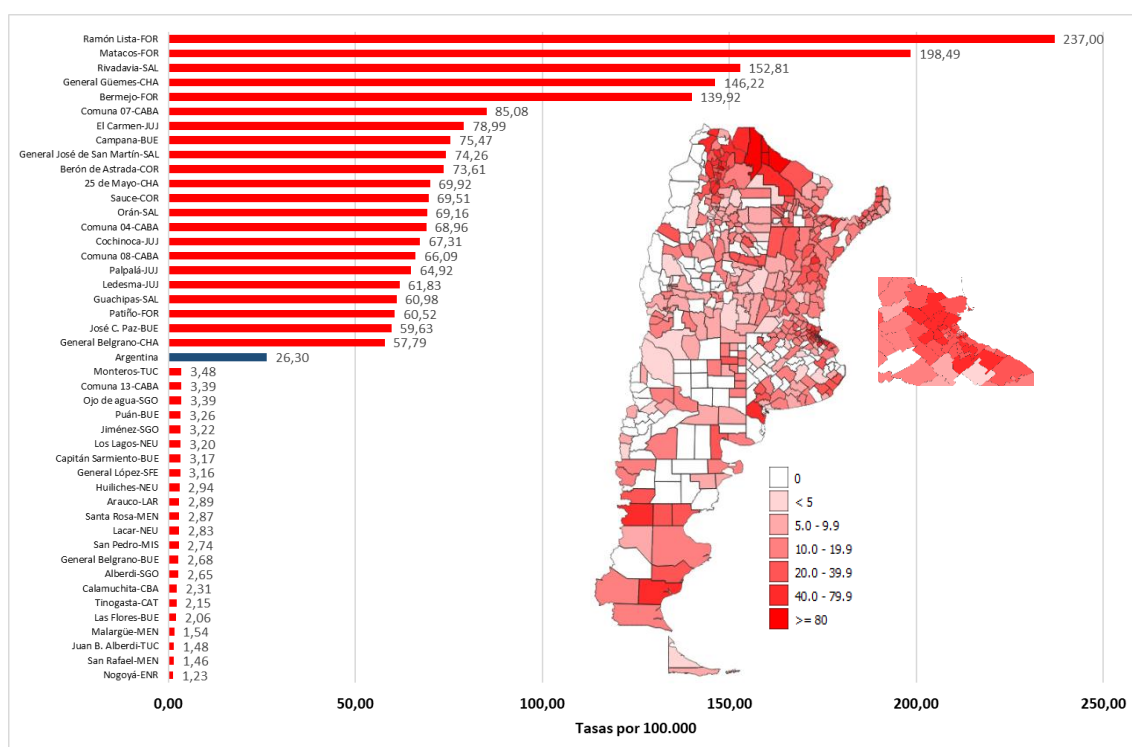 Ramón Lista-FOR 237,00
Matacos-FOR 198,49
Rivadavia-SAL 152,81
General Güemes-CHA 146,22
Bermejo-FOR 139,92
Comuna 07-CABA 85,08
El Carmen-JUJ 78,99
Campana-BUE 75,47
General José de San Martín-SAL 74,26
Berón de Astrada-COR 73,61
25 de Mayo-CHA 69,92
Sauce-COR 69,51
Orán-SAL 69,16
Comuna 04-CABA 68,96
Cochinoca-JUJ 67,31
Comuna 08-CABA 66,09
Palpalá-JUJ 64,92
Ledesma-JUJ 61,83
Guachipas-SAL 60,98
Patiño-FOR 60,52
José C. Paz-BUE 59,63
General Belgrano-CHA 57,79
Argentina 26,30
Monteros-TUC 3,48
Comuna 13-CABA 3,39
Ojo de agua-SGO 3,39
Puán-BUE 3,26
Jiménez-SGO 3,22
Los Lagos-NEU 3,20
Capitán Sarmiento-BUE 3,17
General López-SFE 3,16
Huiliches-NEU 2,94
Arauco-LAR 2,89
Santa Rosa-MEN 2,87
Lacar-NEU 2,83
San Pedro-MIS 2,74
General Belgrano-BUE 2,68
Alberdi-SGO 2,65
Calamuchita-CBA 2,31
Tinogasta-CAT 2,15
Las Flores-BUE 2,06
Malargüe-MEN 1,54
Juan B. Alberdi-TUC 1,48
San Rafael-MEN 1,46
Nogoyá-ENR 1,23
0
< 5
5.0 - 9.9
10.0 - 19.9
20.0 - 39.9
40.0 - 79.9
>= 80
0,00 50,00 100,00 150,00 200,00 250,00
Tasas por 100.000